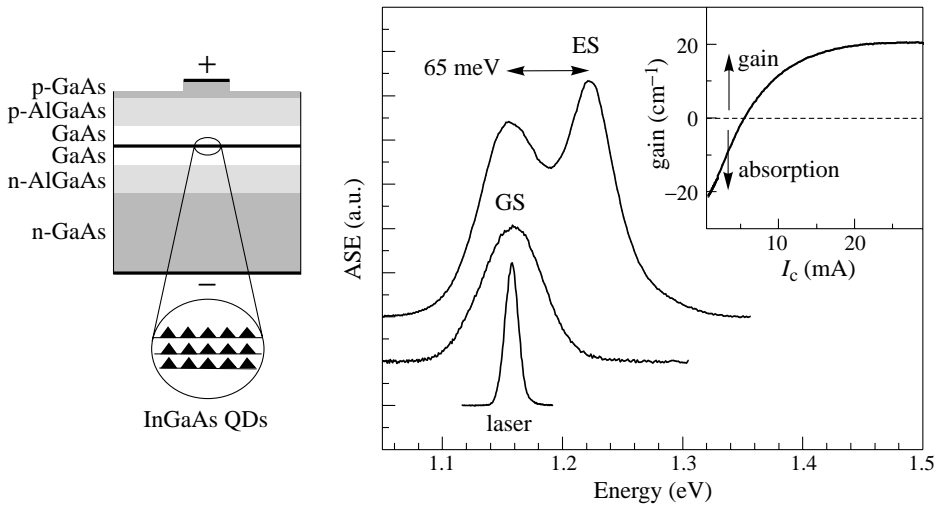 +
p-GaAs
p-AlGaAs
GaAs
GaAs
n-AlGaAs
n-GaAs
−
InGaAs QDs
ASE (a.u.)
65 meV
ES
GS
laser
1.1 1.2 1.3 1.4 1.5
Energy (eV)
gain (cm⁻¹)
20
0
−20
gain
absorption
10 20
I_c (mA)